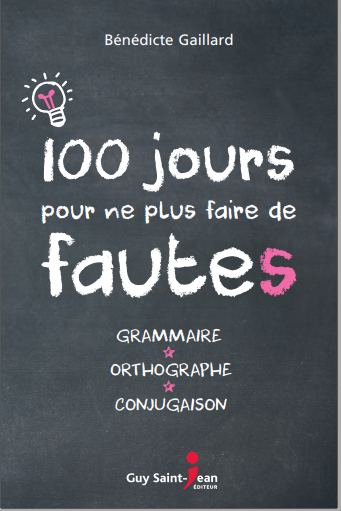 Bénédicte Gaillard
100 jours
pour ne plus faire de
fautes
GRAMMAIRE
ORTHOGRAPHE
CONJUGAISON
Guy Saint-Jean
ÉDITEUR